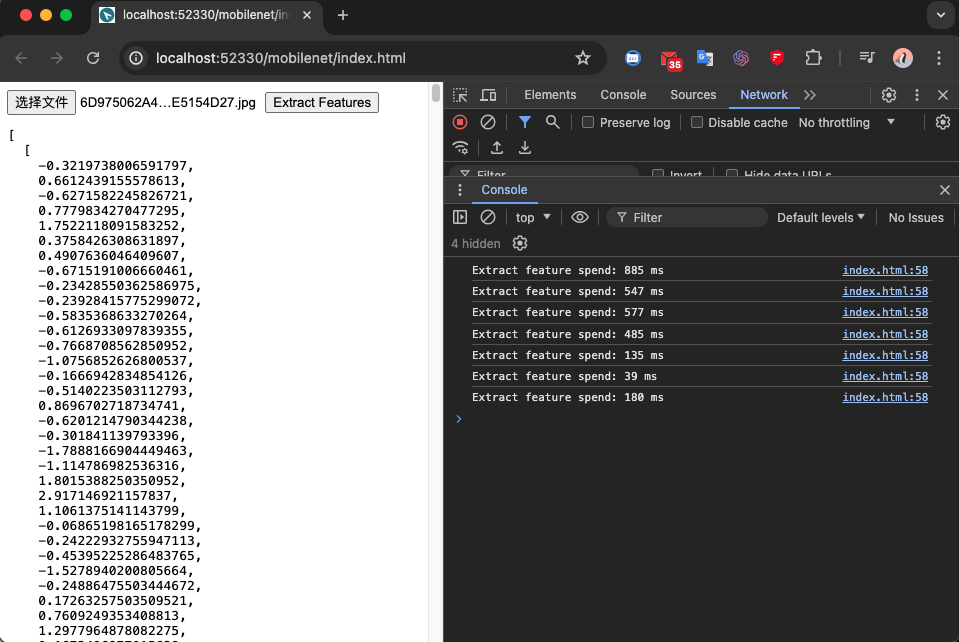 localhost:52330/mobilenet/in
localhost:52330/mobilenet/index.html
35
选择文件 6D975062A4...E5154D27.jpg Extract Features
[
[
-0.3219738006591797,
0.6612439155578613,
-0.6271582245826721,
0.7779834270477295,
1.7522118091583252,
0.3758426308631897,
0.4907636046409607,
-0.6715191006660461,
-0.23428550362586975,
-0.23928415775299072,
-0.5835368633270264,
-0.6126933097839355,
-0.7668708562850952,
-1.0756852626800537,
-0.1666942834854126,
-0.5140223503112793,
0.8696702718734741,
-0.6201214790344238,
-0.301841139793396,
-1.7888166904449463,
-1.114786982536316,
1.8015388250350952,
2.917146921157837,
1.1061375141143799,
-0.06865198165178299,
-0.24222932755947113,
-0.45395225286483765,
-1.5278940200805664,
-0.24886475503444672,
0.17263257503509521,
0.7609249353408813,
1.2977964878082275,
Elements Console Sources Network
Preserve log Disable cache No throttling
Filter Invert Hide data URLs
Console
top Filter Default levels No Issues
4 hidden
Extract feature spend: 885 ms index.html:58
Extract feature spend: 547 ms index.html:58
Extract feature spend: 577 ms index.html:58
Extract feature spend: 485 ms index.html:58
Extract feature spend: 135 ms index.html:58
Extract feature spend: 39 ms index.html:58
Extract feature spend: 180 ms index.html:58